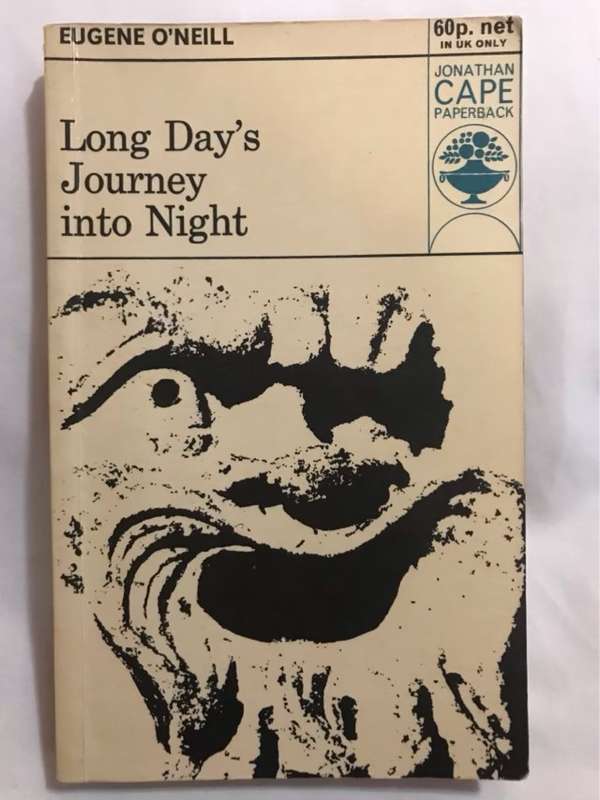 EUGENE O'NEILL
60p. net
IN UK ONLY
JONATHAN
CAPE
PAPERBACK
Long Day's
Journey
into Night